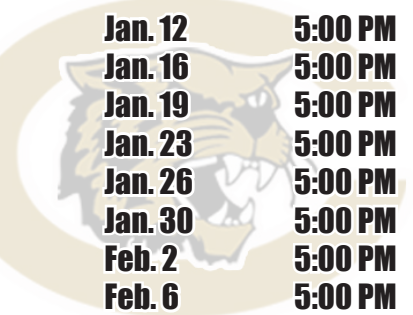 Jan. 12 5:00 PM
Jan. 16 5:00 PM
Jan. 19 5:00 PM
Jan. 23 5:00 PM
Jan. 26 5:00 PM
Jan. 30 5:00 PM
Feb. 2 5:00 PM
Feb. 6 5:00 PM